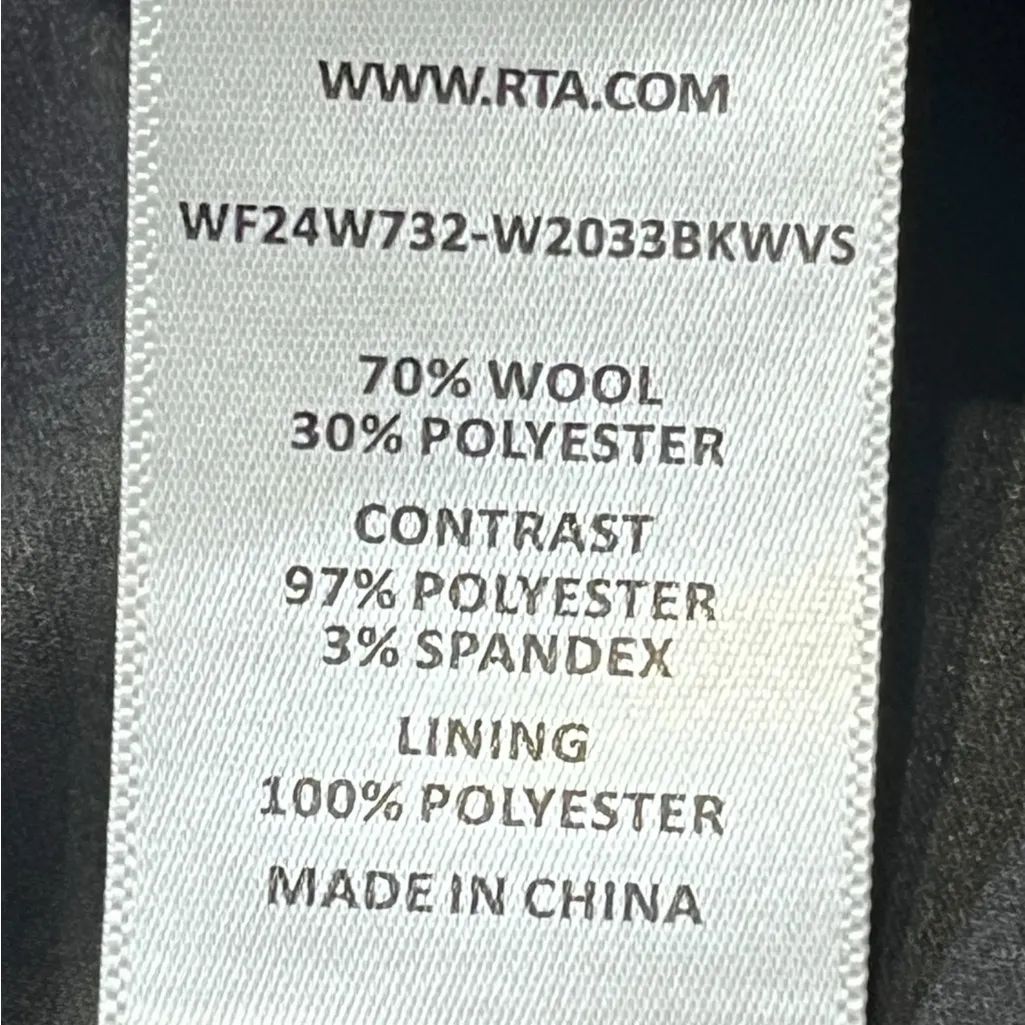 WWW.RTA.COM
WF24W732-W2033BKWVS
70% WOOL
30% POLYESTER
CONTRAST
97% POLYESTER
3% SPANDEX
LINING
100% POLYESTER
MADE IN CHINA